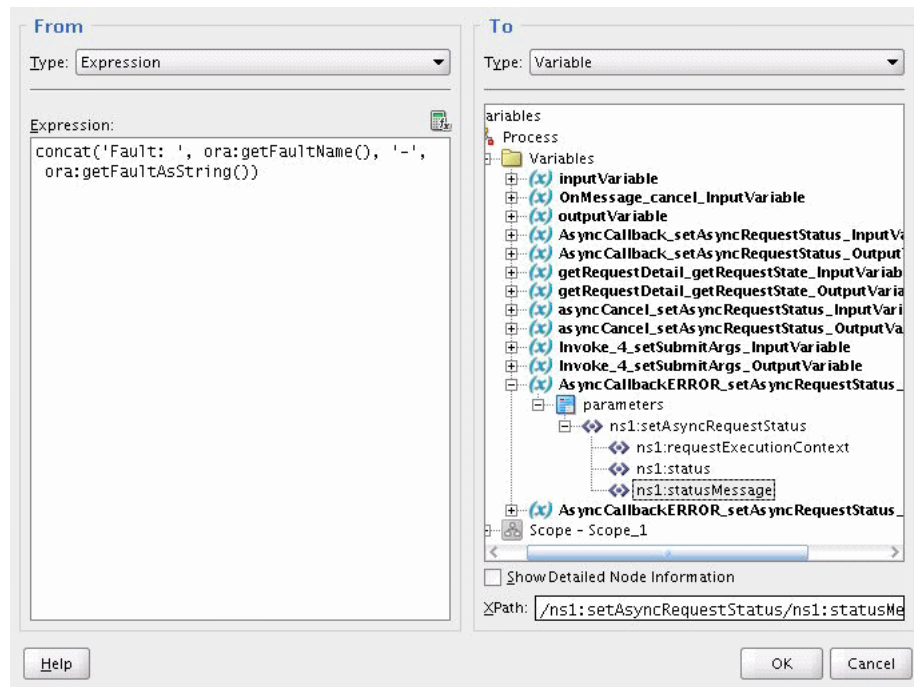 From
Type: Expression
Expression:
concat('Fault: ', ora:getFaultName(), '-',
ora:getFaultAsString())
Help
To
Type: Variable
ariables
Process
Variables
(x) inputVariable
(x) OnMessage_cancel_InputVariable
(x) outputVariable
(x) AsyncCallback_setAsyncRequestStatus_InputVa
(x) AsyncCallback_setAsyncRequestStatus_Output
(x) getRequestDetail_getRequestState_InputVariab
(x) getRequestDetail_getRequestState_OutputVaria
(x) asyncCancel_setAsyncRequestStatus_InputVari
(x) asyncCancel_setAsyncRequestStatus_OutputVa
(x) Invoke_4_setSubmitArgs_InputVariable
(x) Invoke_4_setSubmitArgs_OutputVariable
(x) AsyncCallbackERROR_setAsyncRequestStatus_
parameters
ns1:setAsyncRequestStatus
ns1:requestExecutionContext
ns1:status
ns1:statusMessage
(x) AsyncCallbackERROR_setAsyncRequestStatus_
Scope - Scope_1
Show Detailed Node Information
XPath: /ns1:setAsyncRequestStatus/ns1:statusMe
OK
Cancel